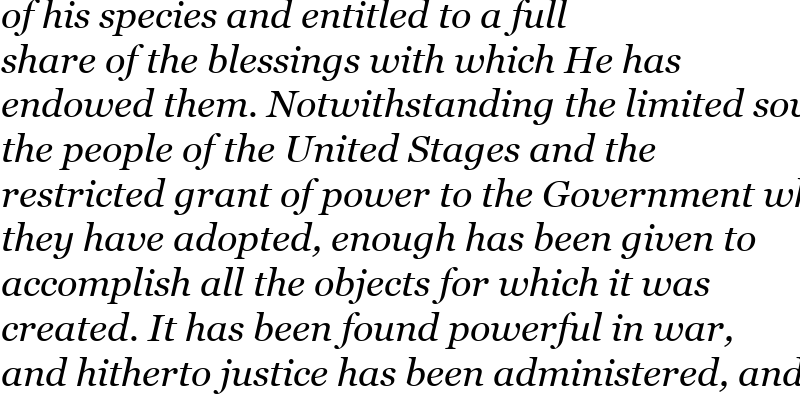 of his species and entitled to a full
share of the blessings with which He has
endowed them. Notwithstanding the limited
the people of the United Stages and the
restricted grant of power to the Government
they have adopted, enough has been given to
accomplish all the objects for which it was
created. It has been found powerful in war,
and hitherto justice has been administered, and